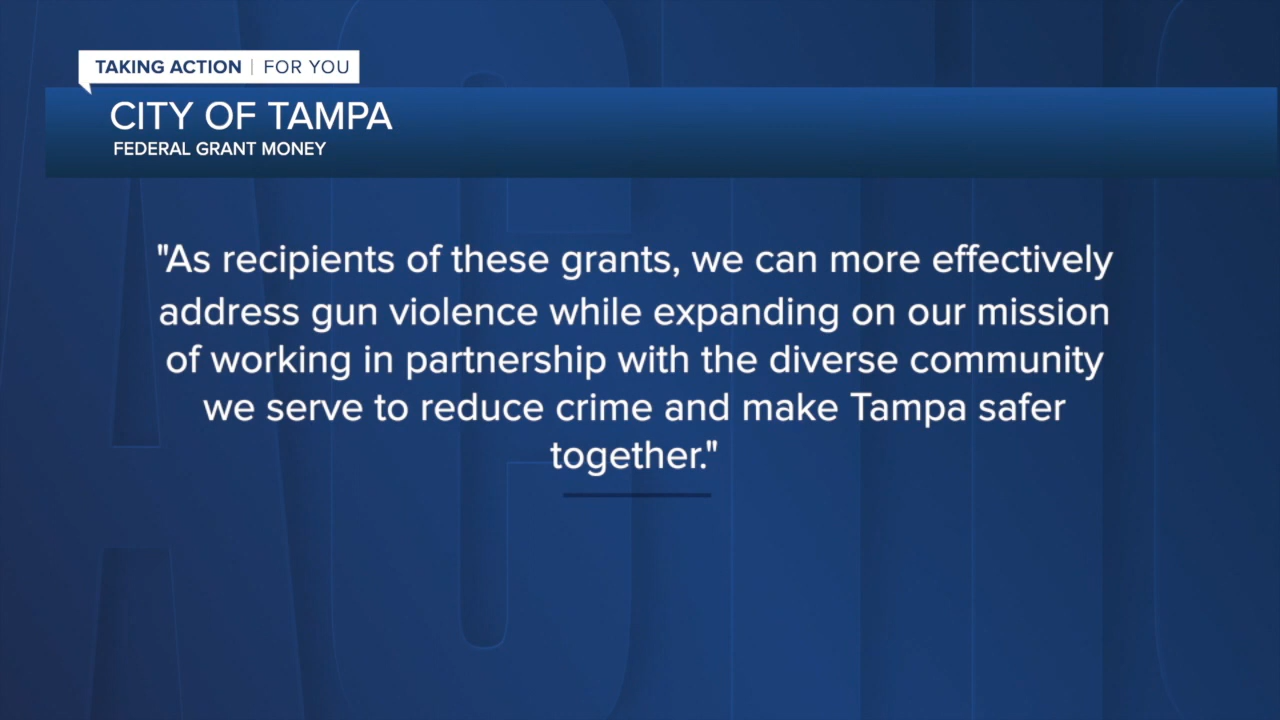 TAKING ACTION | FOR YOU
CITY OF TAMPA
FEDERAL GRANT MONEY
"As recipients of these grants, we can more effectively
address gun violence while expanding on our mission
of working in partnership with the diverse community
we serve to reduce crime and make Tampa safer
together."